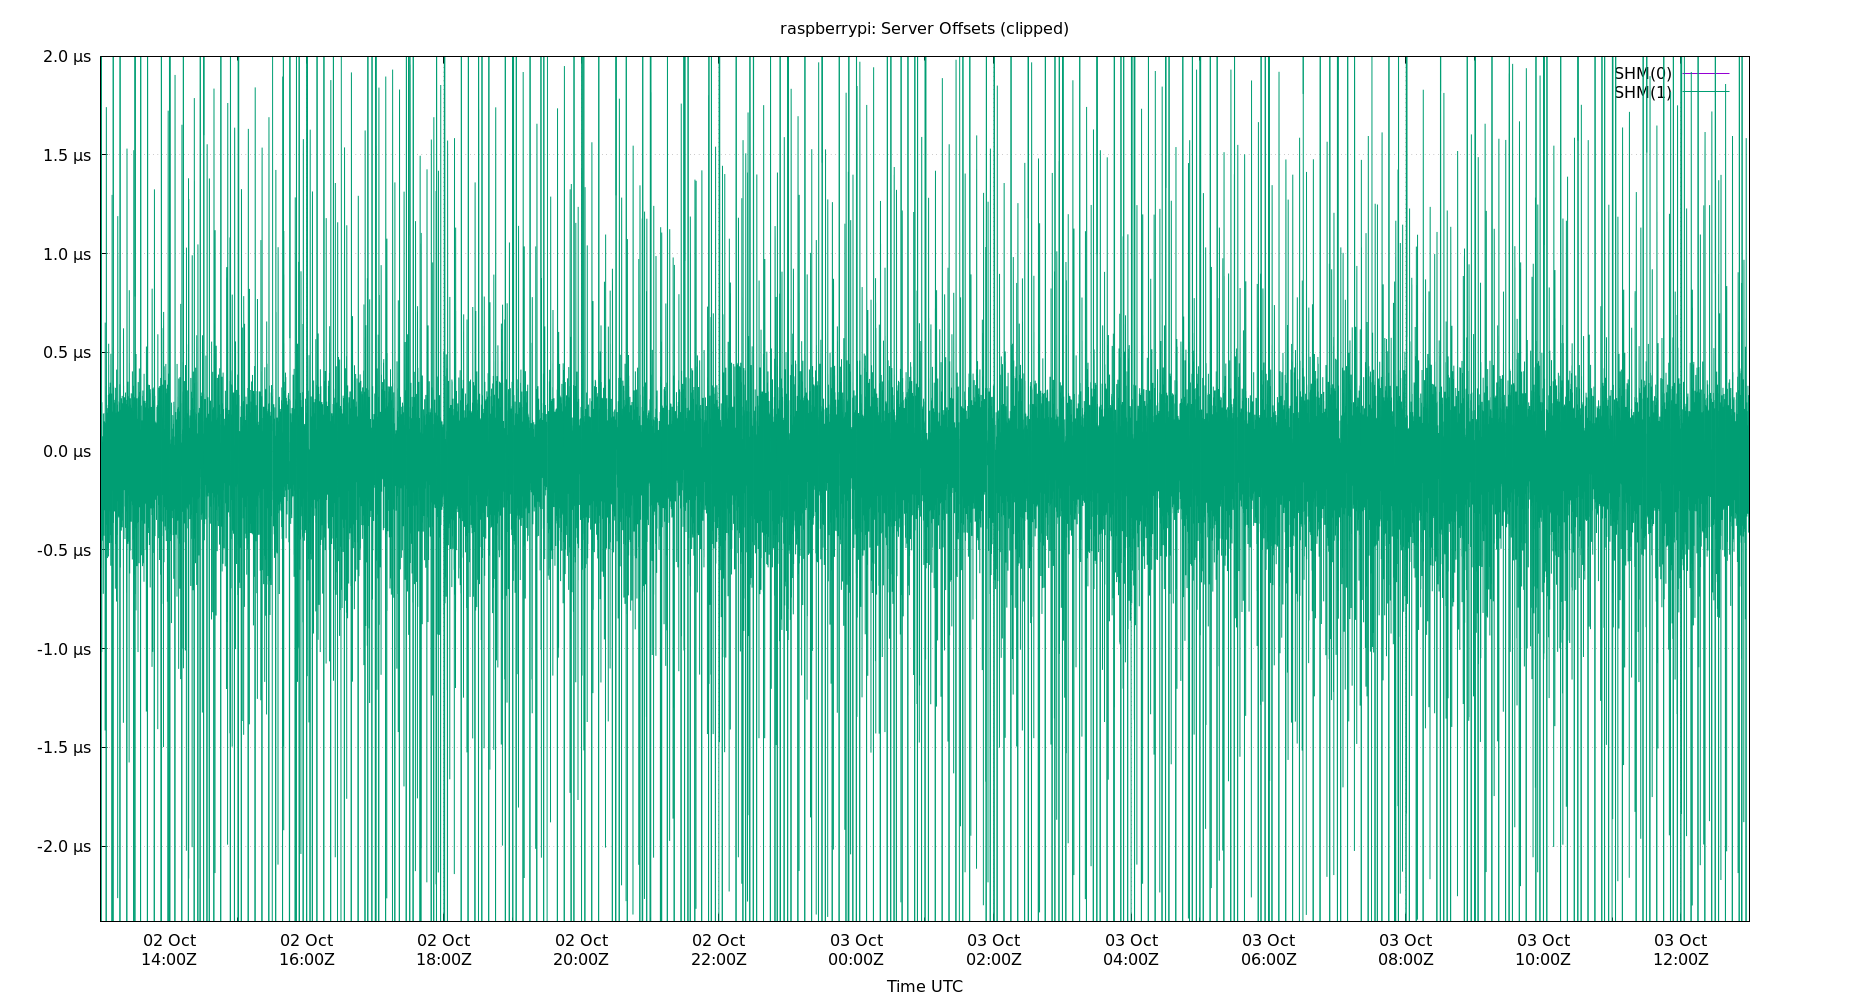 raspberrypi: Server Offsets (clipped)
2.0 µs
1.5 µs
1.0 µs
0.5 µs
0.0 µs
-0.5 µs
-1.0 µs
-1.5 µs
-2.0 µs
SHM(0)
SHM(1)
02 Oct 02 Oct 02 Oct 02 Oct 02 Oct 03 Oct 03 Oct 03 Oct 03 Oct 03 Oct 03 Oct 03 Oct
14:00Z 16:00Z 18:00Z 20:00Z 22:00Z 00:00Z 02:00Z 04:00Z 06:00Z 08:00Z 10:00Z 12:00Z
Time UTC